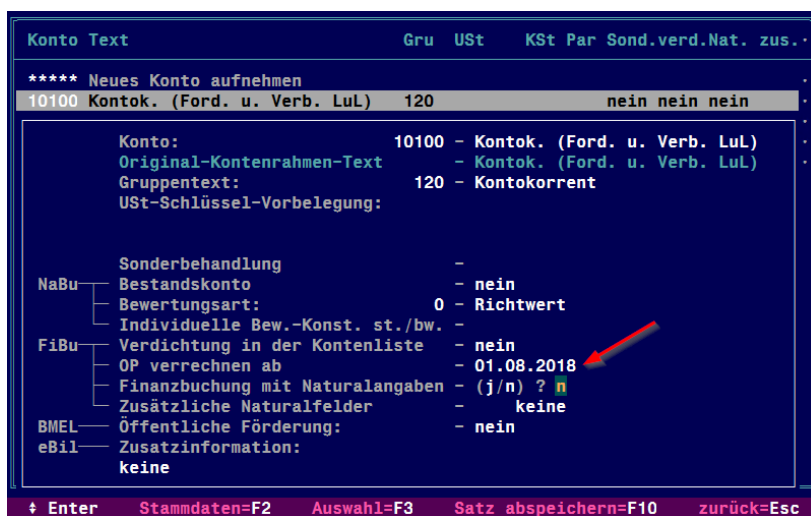 Konto Text Gru USt KSt Par Sond.verd.Nat. zus.
***** Neues Konto aufnehmen
10100 Kontok. (Ford. u. Verb. LuL) 120 nein nein nein
Konto: 10100 - Kontok. (Ford. u. Verb. LuL)
Original-Kontenrahmen-Text - Kontok. (Ford. u. Verb. LuL)
Gruppentext: 120 - Kontokorrent
USt-Schlüssel-Vorbelegung:
Sonderbehandlung -
NaBu Bestandskonto - nein
Bewertungsart: 0 - Richtwert
Individuelle Bew.-Konst. st./bw. -
FiBu Verdichtung in der Kontenliste - nein
OP verrechnen ab - 01.08.2018
Finanzbuchung mit Naturalangaben - (j/n) ? n
Zusätzliche Naturalfelder - keine
BMEL Öffentliche Förderung: - nein
eBil Zusatzinformation:
keine
Enter Stammdaten=F2 Auswahl=F3 Satz abspeichern=F10 zurück=Esc